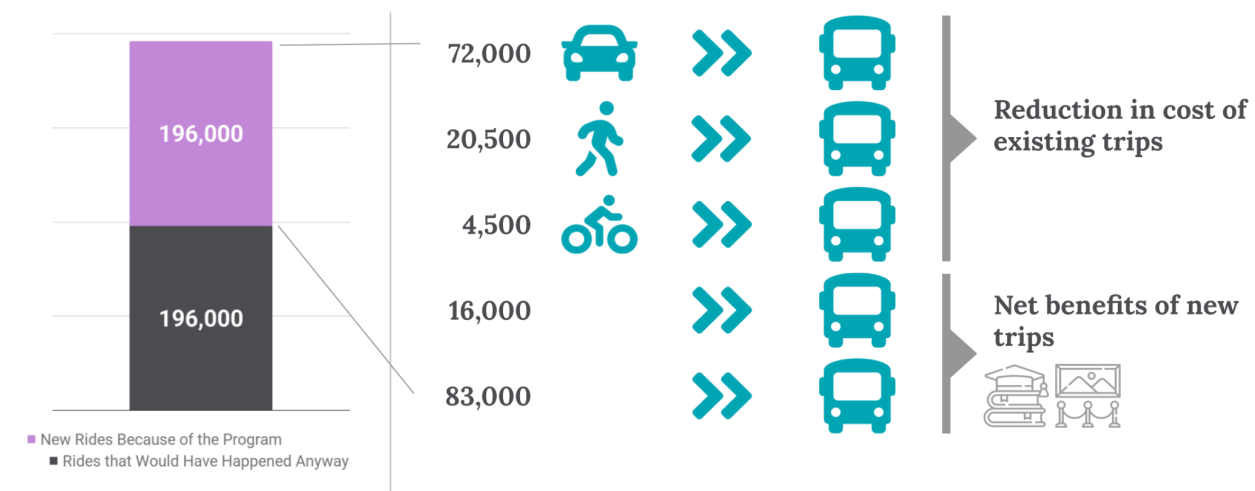 196,000
196,000
New Rides Because of the Program
Rides that Would Have Happened Anyway
72,000
20,500
4,500
16,000
83,000
Reduction in cost of
existing trips
Net benefits of new
trips